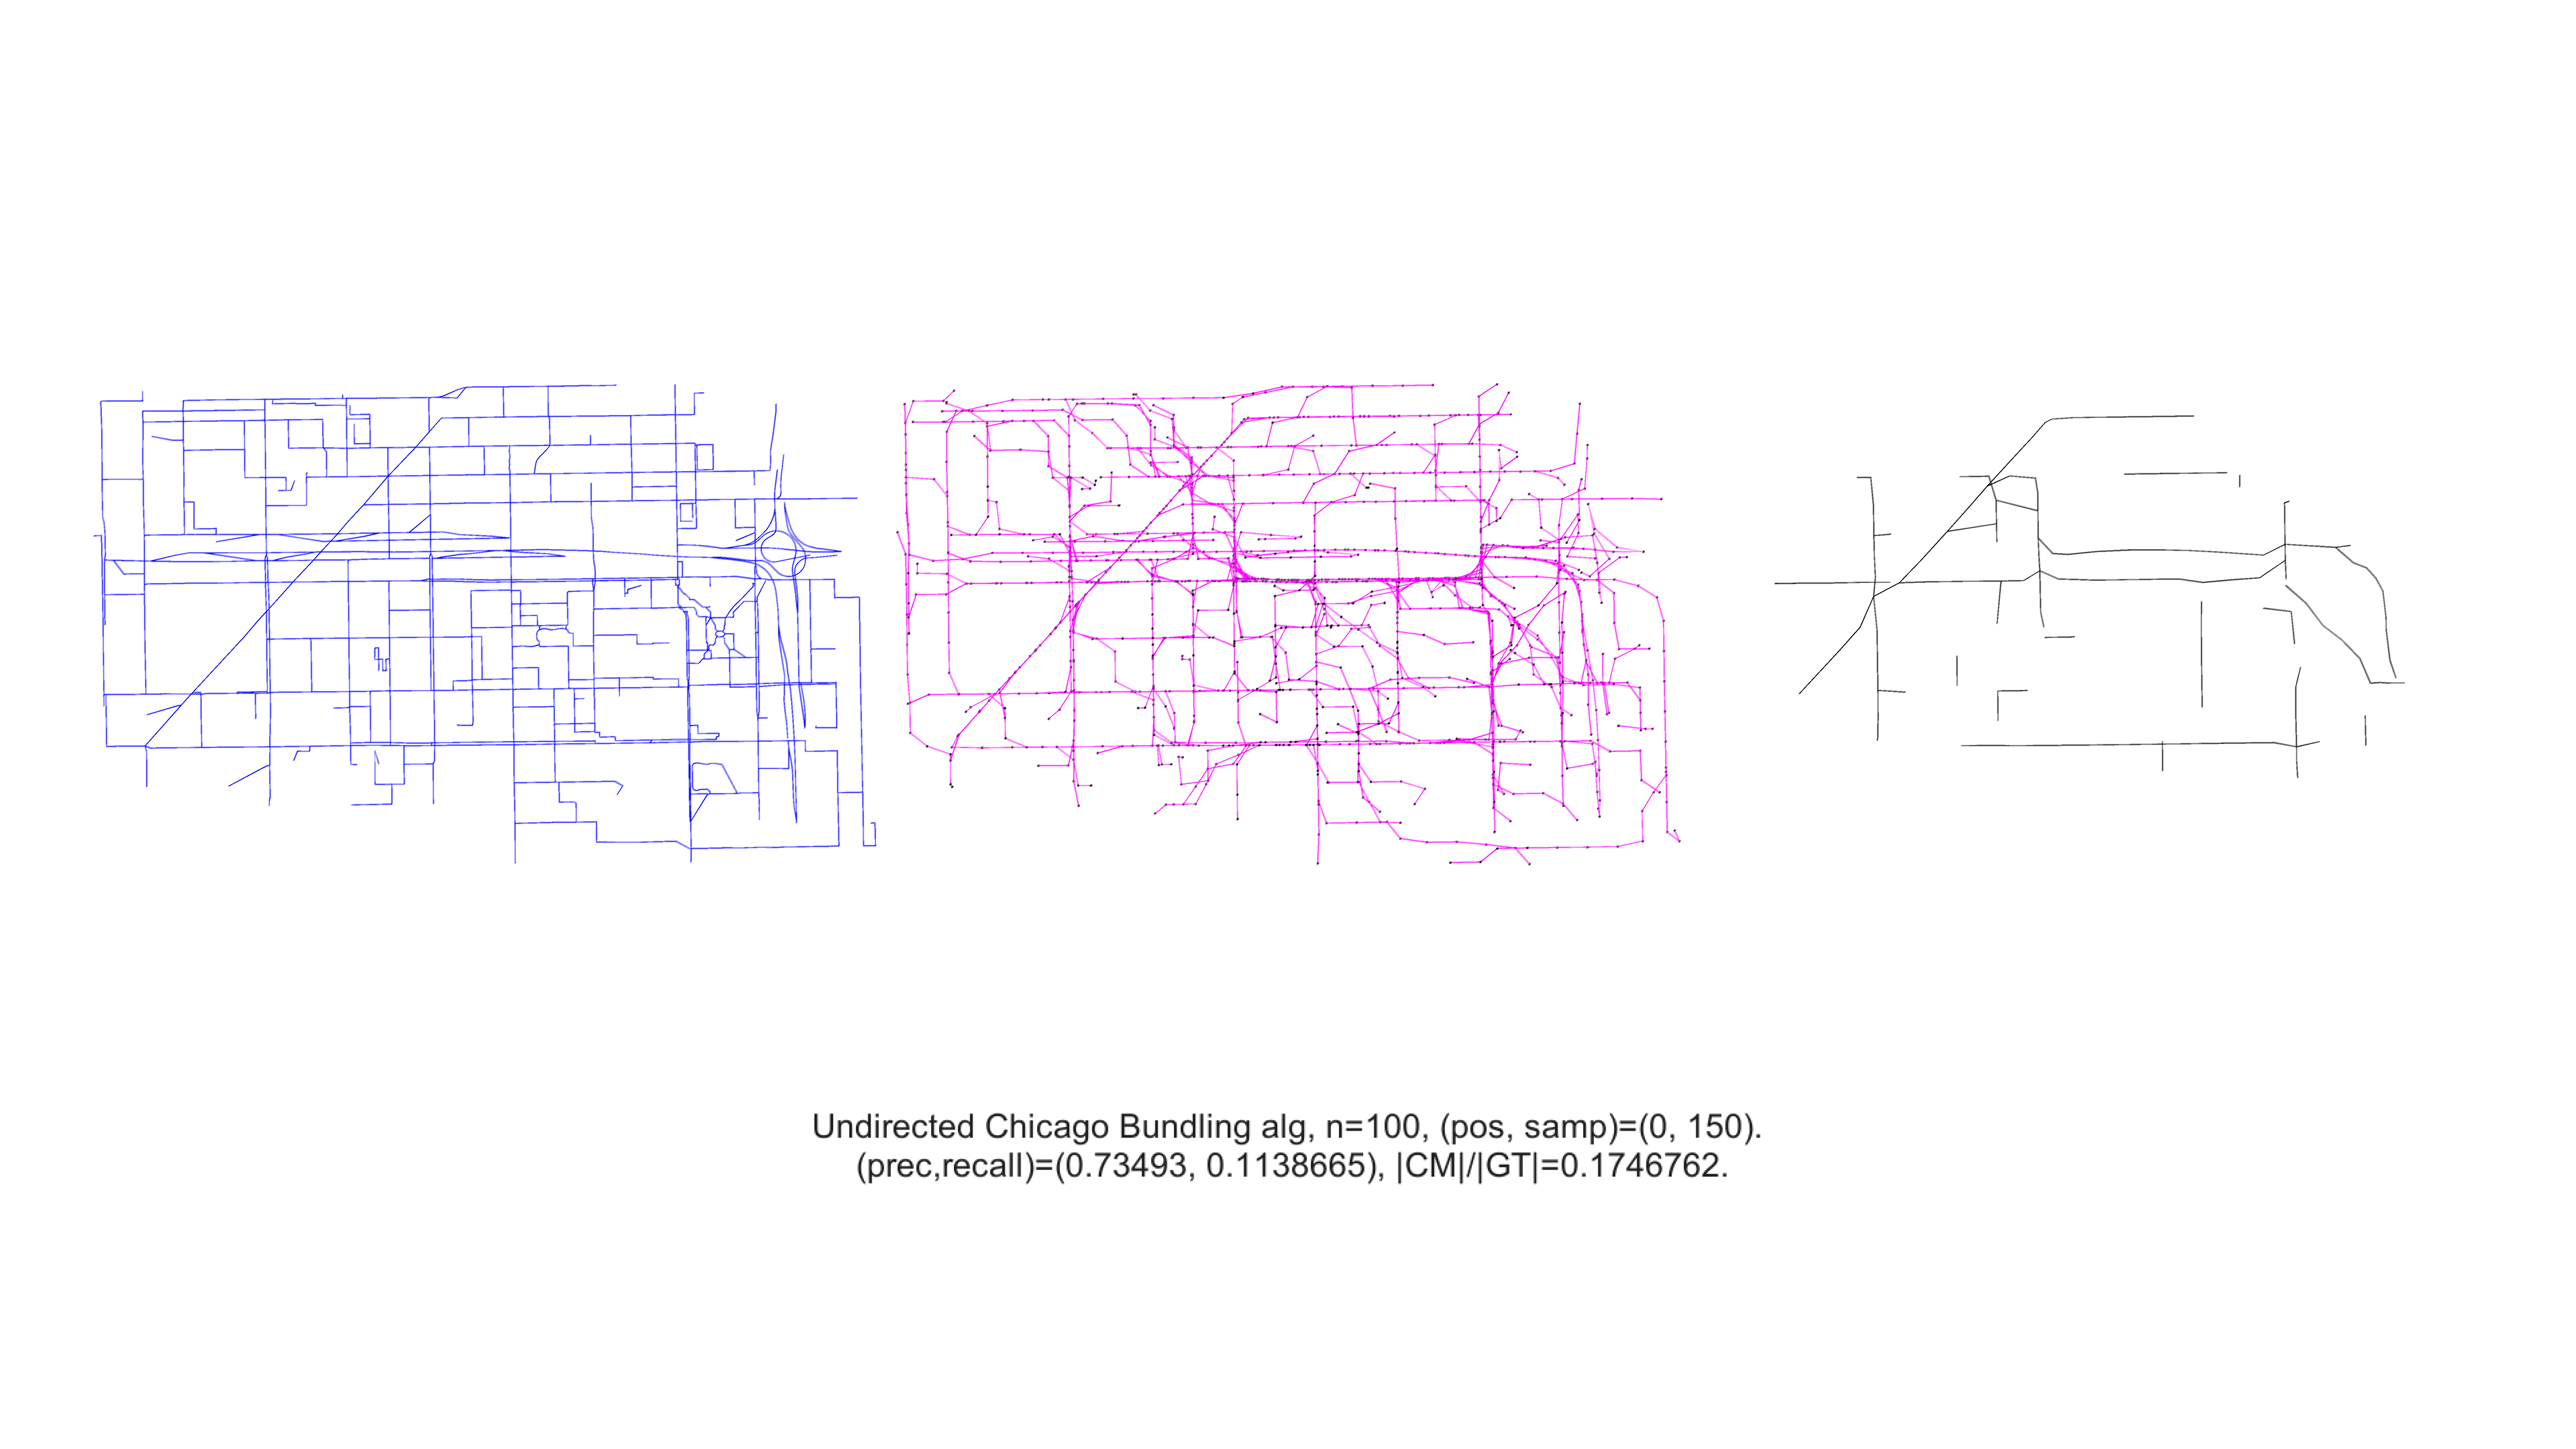 Undirected Chicago Bundling alg, n=100, (pos, samp)=(0, 150).
(prec,recall)=(0.73493, 0.1138665), |CM|/|GT|=0.1746762.